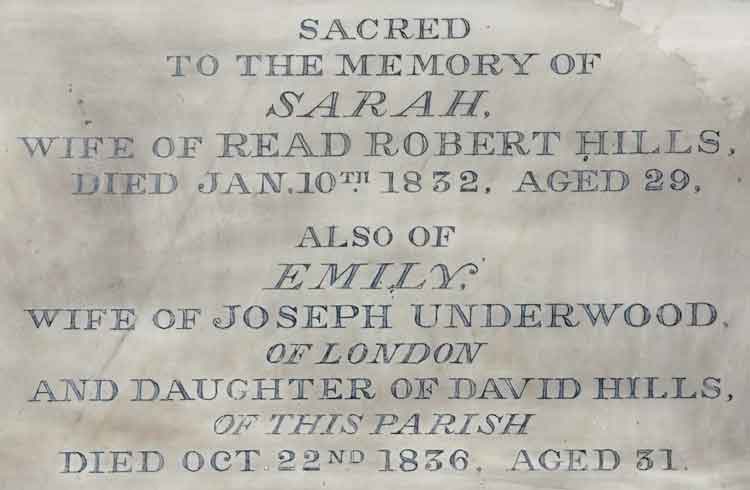 SACRED
TO THE MEMORY OF
SARAH,
WIFE OF READ ROBERT HILLS,
DIED JAN. 10TH 1832, AGED 29,
ALSO OF
EMILY,
WIFE OF JOSEPH UNDERWOOD,
OF LONDON
AND DAUGHTER OF DAVID HILLS,
OF THIS PARISH
DIED OCT. 22ND 1836, AGED 31.